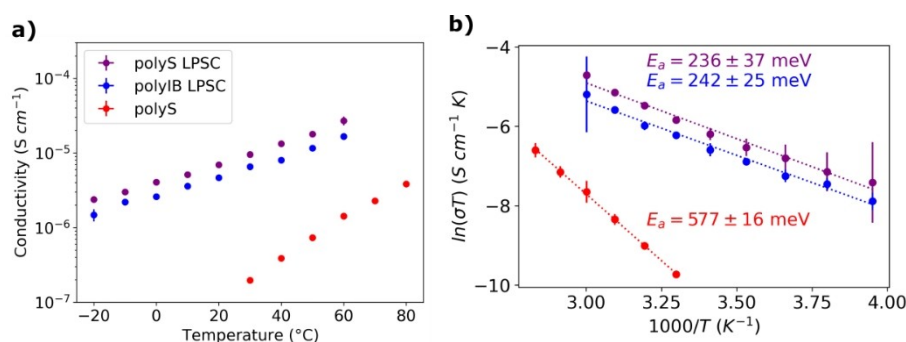 a)
polyS LPSC
polyIB LPSC
polyS
Conductivity (S cm⁻¹)
10⁻⁴
10⁻⁵
10⁻⁶
10⁻⁷
−20 0 20 40 60 80
Temperature (°C)
b)
Eₐ = 236 ± 37 meV
Eₐ = 242 ± 25 meV
Eₐ = 577 ± 16 meV
ln(σT) (S cm⁻¹ K)
−4
−6
−8
−10
3.00 3.25 3.50 3.75 4.00
1000/T (K⁻¹)